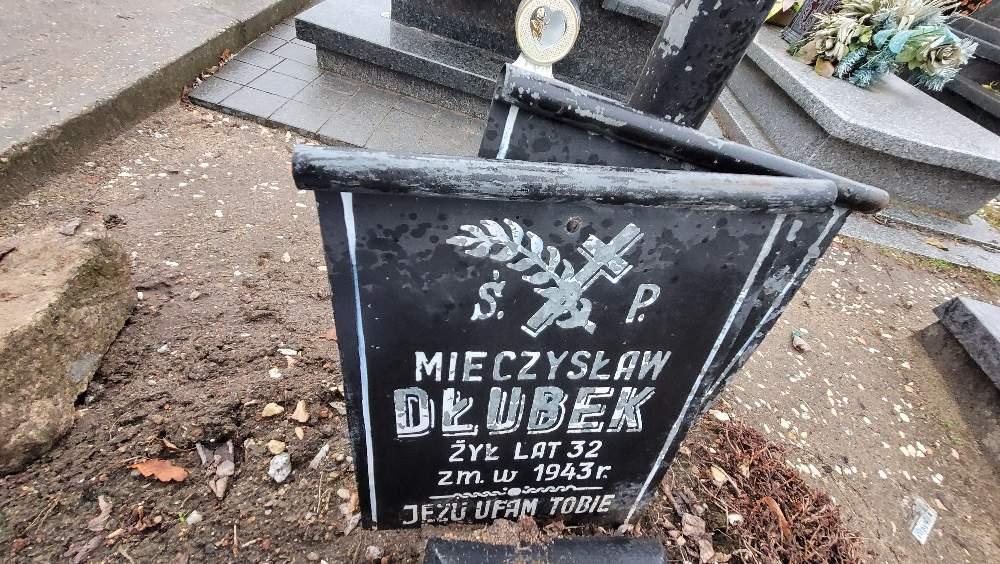 Ś. P.
MIECZYSŁAW
DŁUBEK
ŻYŁ LAT 32
zm. w 1943 r.
JEZU UFAM TOBIE